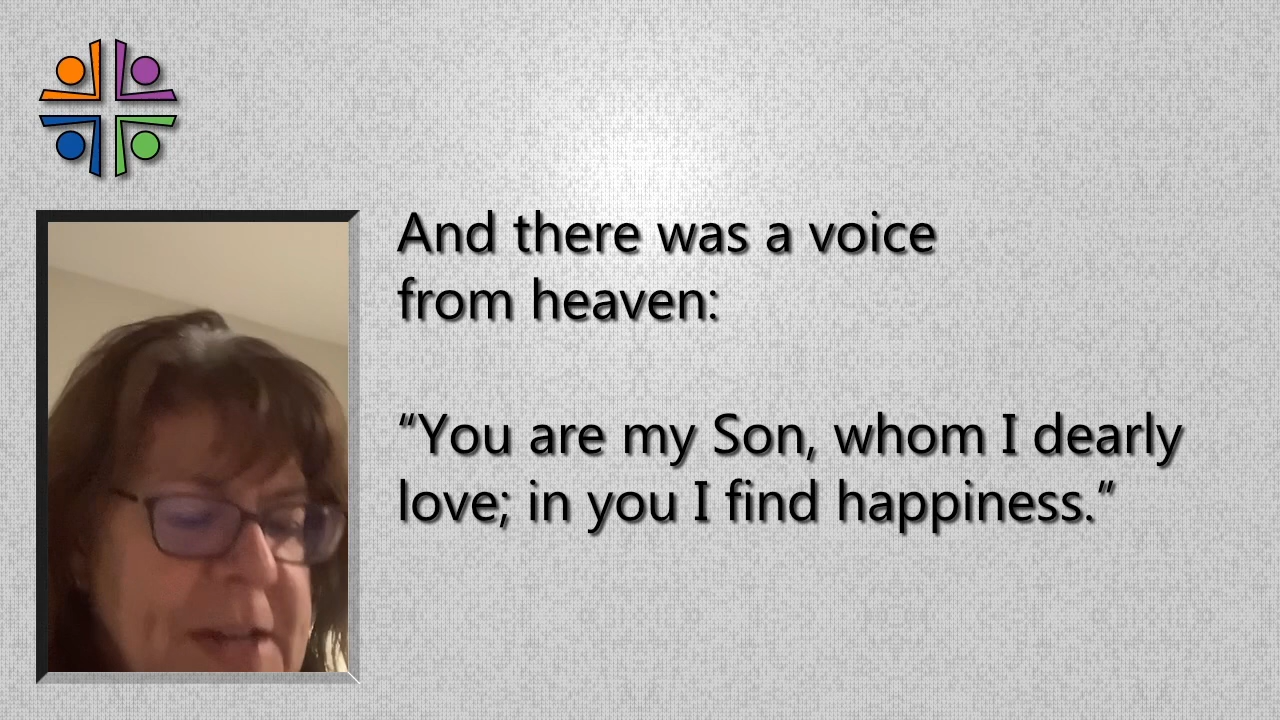 And there was a voice
from heaven:
“You are my Son, whom I dearly
love; in you I find happiness.”